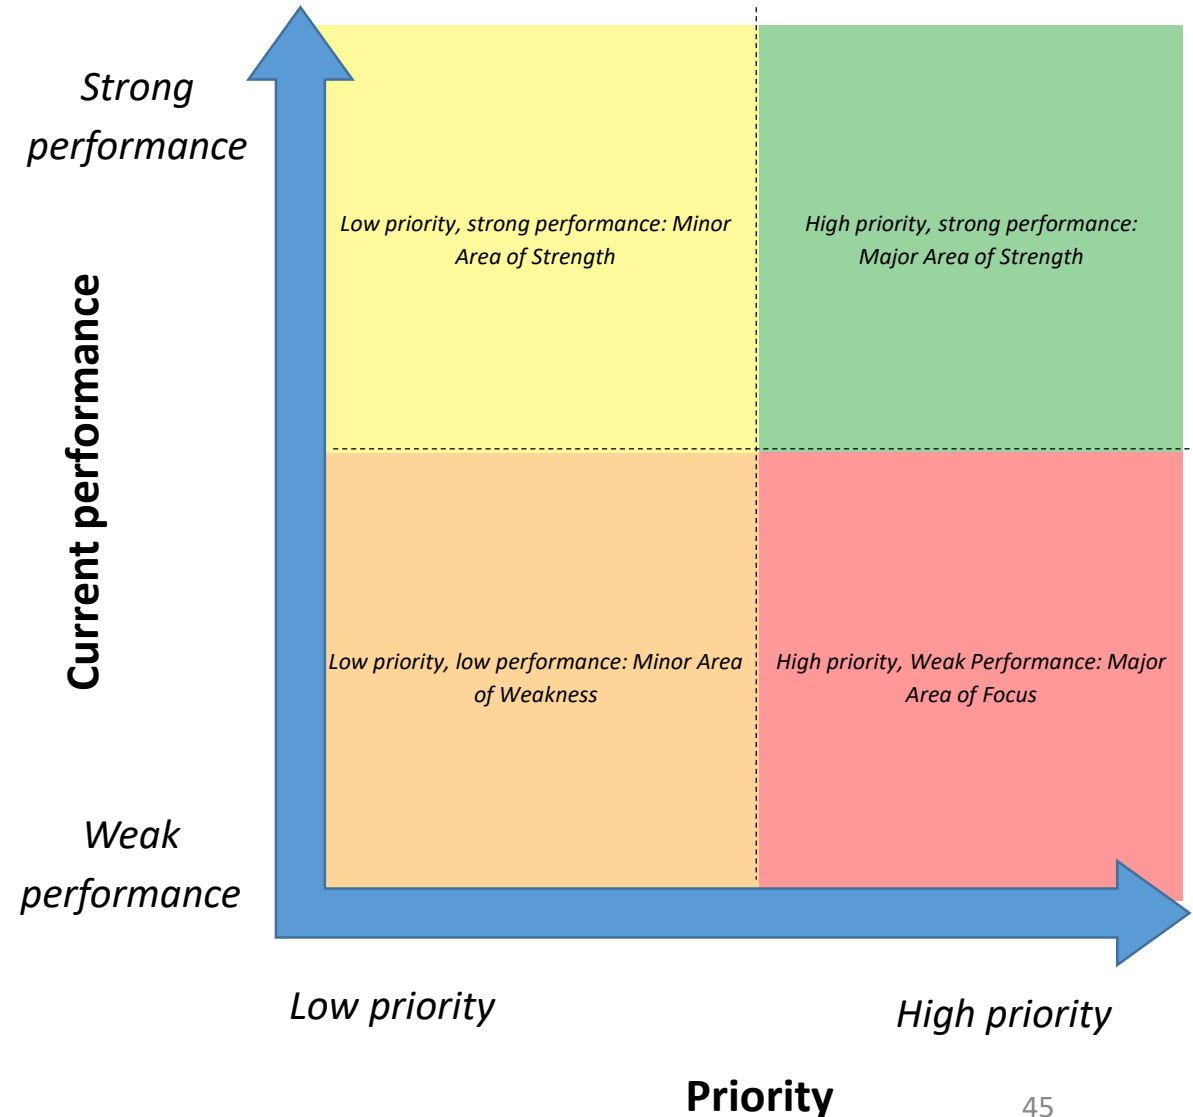 Strong
performance
Low priority, strong performance: Minor
Area of Strength
High priority, strong performance:
Major Area of Strength
Current performance
Low priority, low performance: Minor Area
of Weakness
High priority, Weak Performance: Major
Area of Focus
Weak
performance
Low priority
High priority
Priority
45